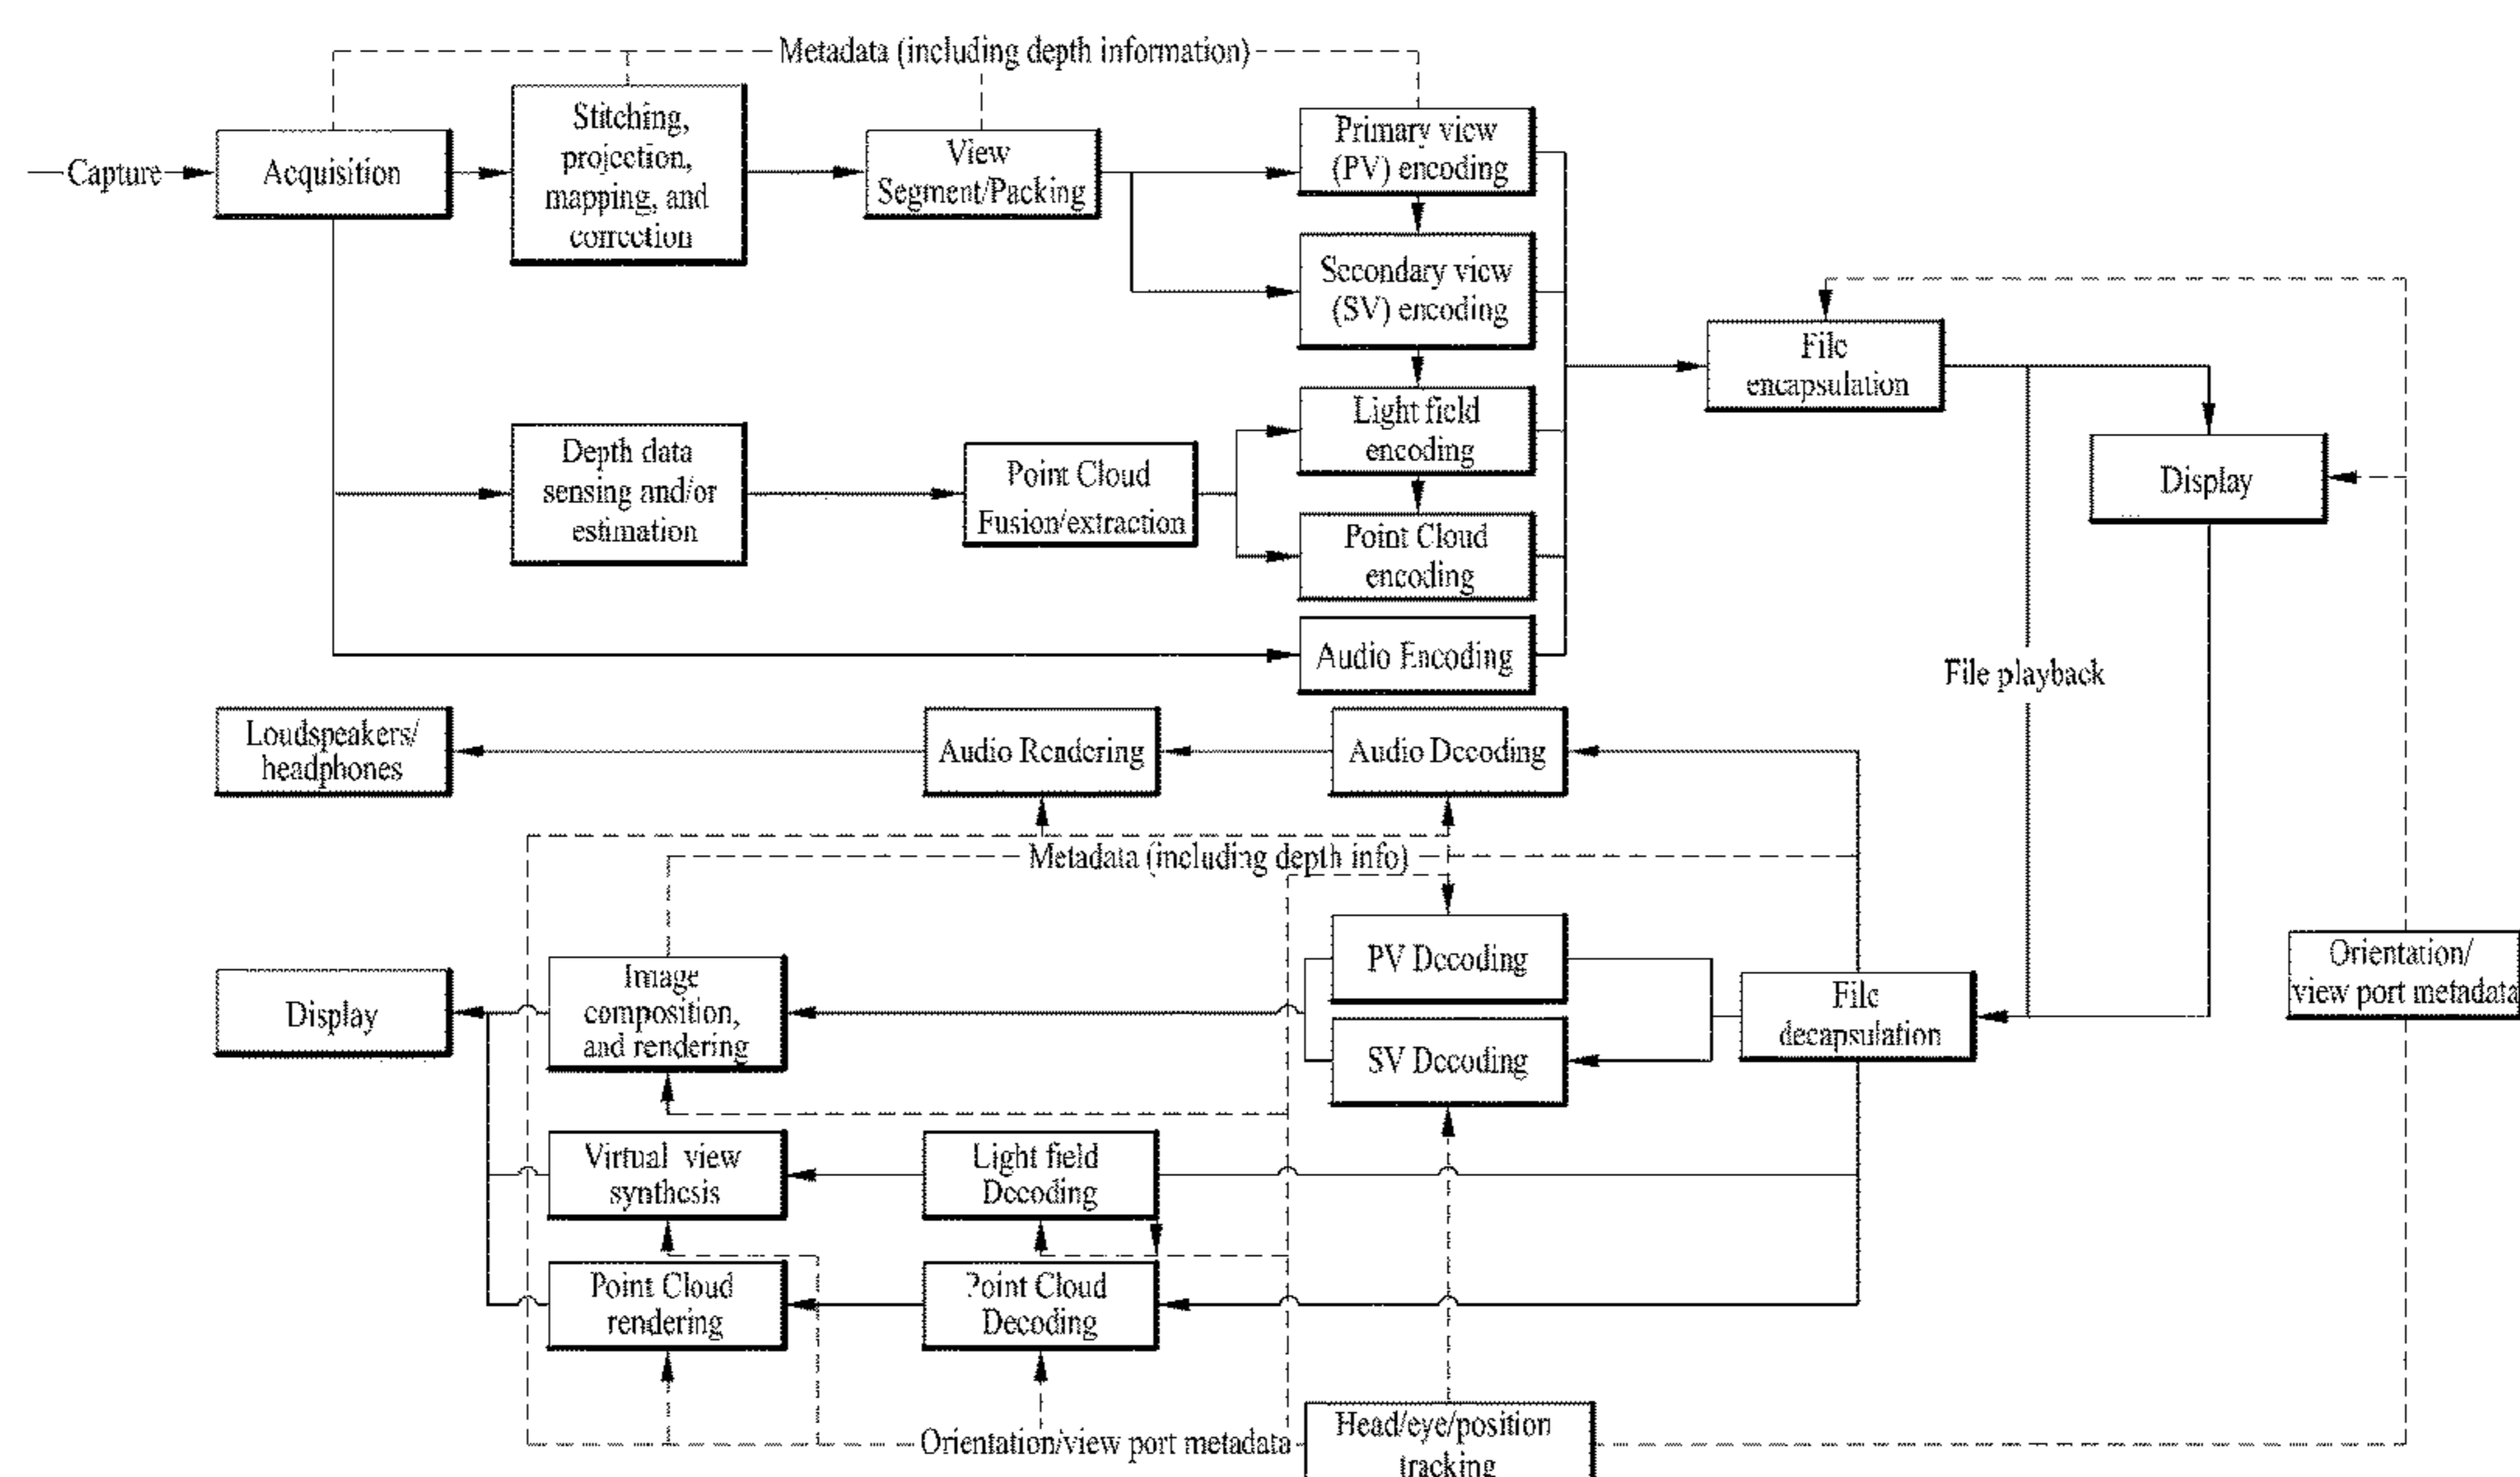 Metadada (including depth information)
Capture
Acquisition
Stitching,
projection,
mapping, and
correction
View
Segment/Packing
Primary view
(PV) encoding
Secondary view
(SV) encoding
File
encapsulation
Light field
encoding
Display
Depth data
sensing and/or
estimation
Point Cloud
Fusion/extraction
Point Cloud
encoding
Audio Encoding
File playback
Loudspeakers/
headphones
Audio Rendering
Audio Decoding
Metadata (including depth info)
PV Decoding
Orientation/
view port metadata
Display
Image
composition,
and rendering
SV Decoding
File
decapsulation
Virtual view
synthesis
Light field
Decoding
Point Cloud
rendering
Point Cloud
Decoding
Orientation/view port metadata
Head/eye/position
tracking